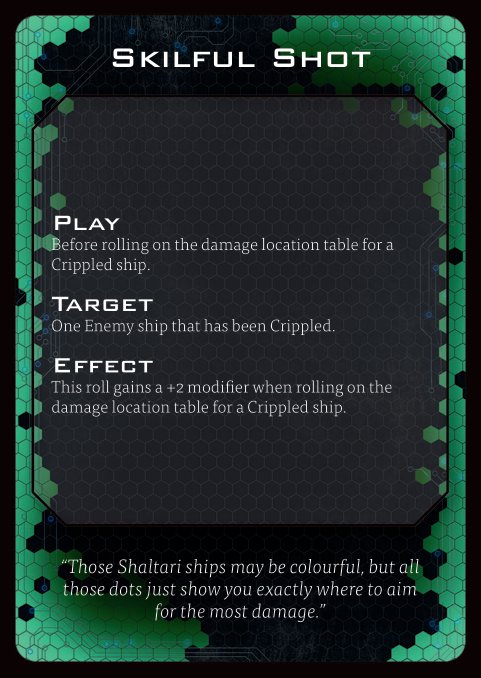 Skilful Shot
Play
Before rolling on the damage location table for a
Crippled ship.
Target
One Enemy ship that has been Crippled.
Effect
This roll gains a +2 modifier when rolling on the
damage location table for a Crippled ship.
“Those Shaltari ships may be colourful, but all
those dots just show you exactly where to aim
for the most damage.”